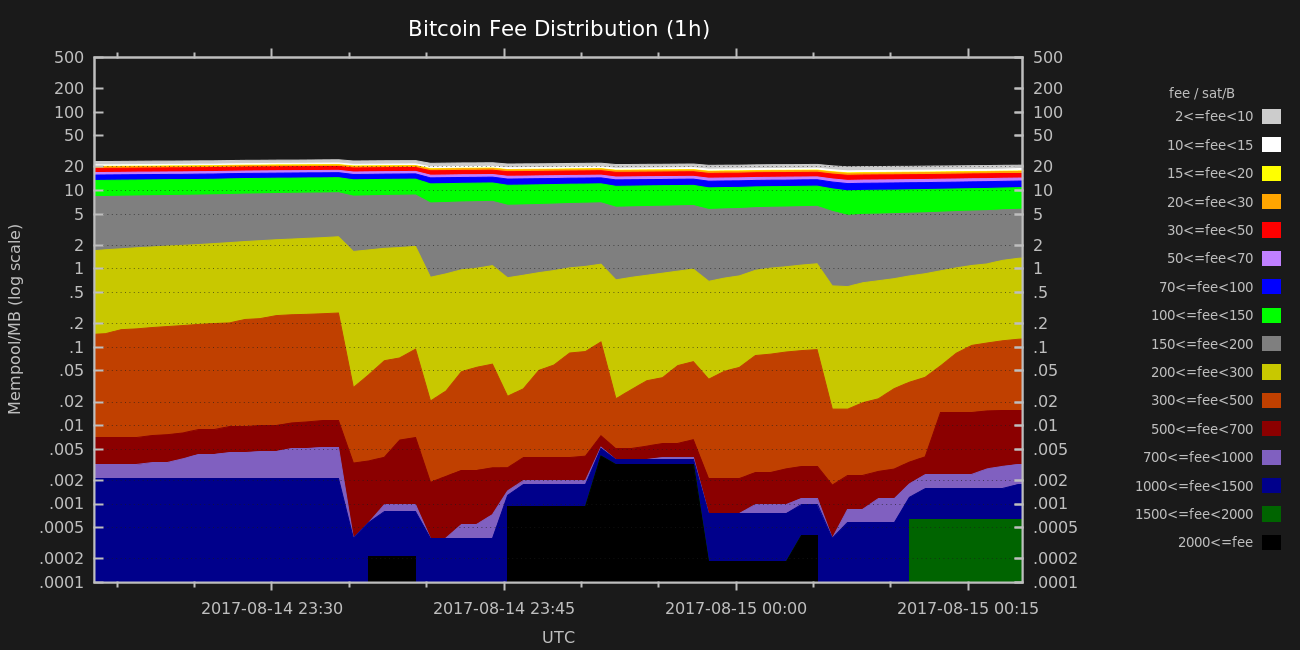 Bitcoin Fee Distribution (1h)
Mempool/MB (log scale)
500
200
100
50
20
10
5
2
1
.5
.2
.1
.05
.02
.01
.005
.002
.001
.0005
.0002
.0001
500
200
100
50
20
10
5
2
1
.5
.2
.1
.05
.02
.01
.005
.002
.001
.0005
.0002
.0001
2017-08-14 23:30
2017-08-14 23:45
2017-08-15 00:00
2017-08-15 00:15
UTC
fee / sat/B
2<=fee<10
10<=fee<15
15<=fee<20
20<=fee<30
30<=fee<50
50<=fee<70
70<=fee<100
100<=fee<150
150<=fee<200
200<=fee<300
300<=fee<500
500<=fee<700
700<=fee<1000
1000<=fee<1500
1500<=fee<2000
2000<=fee